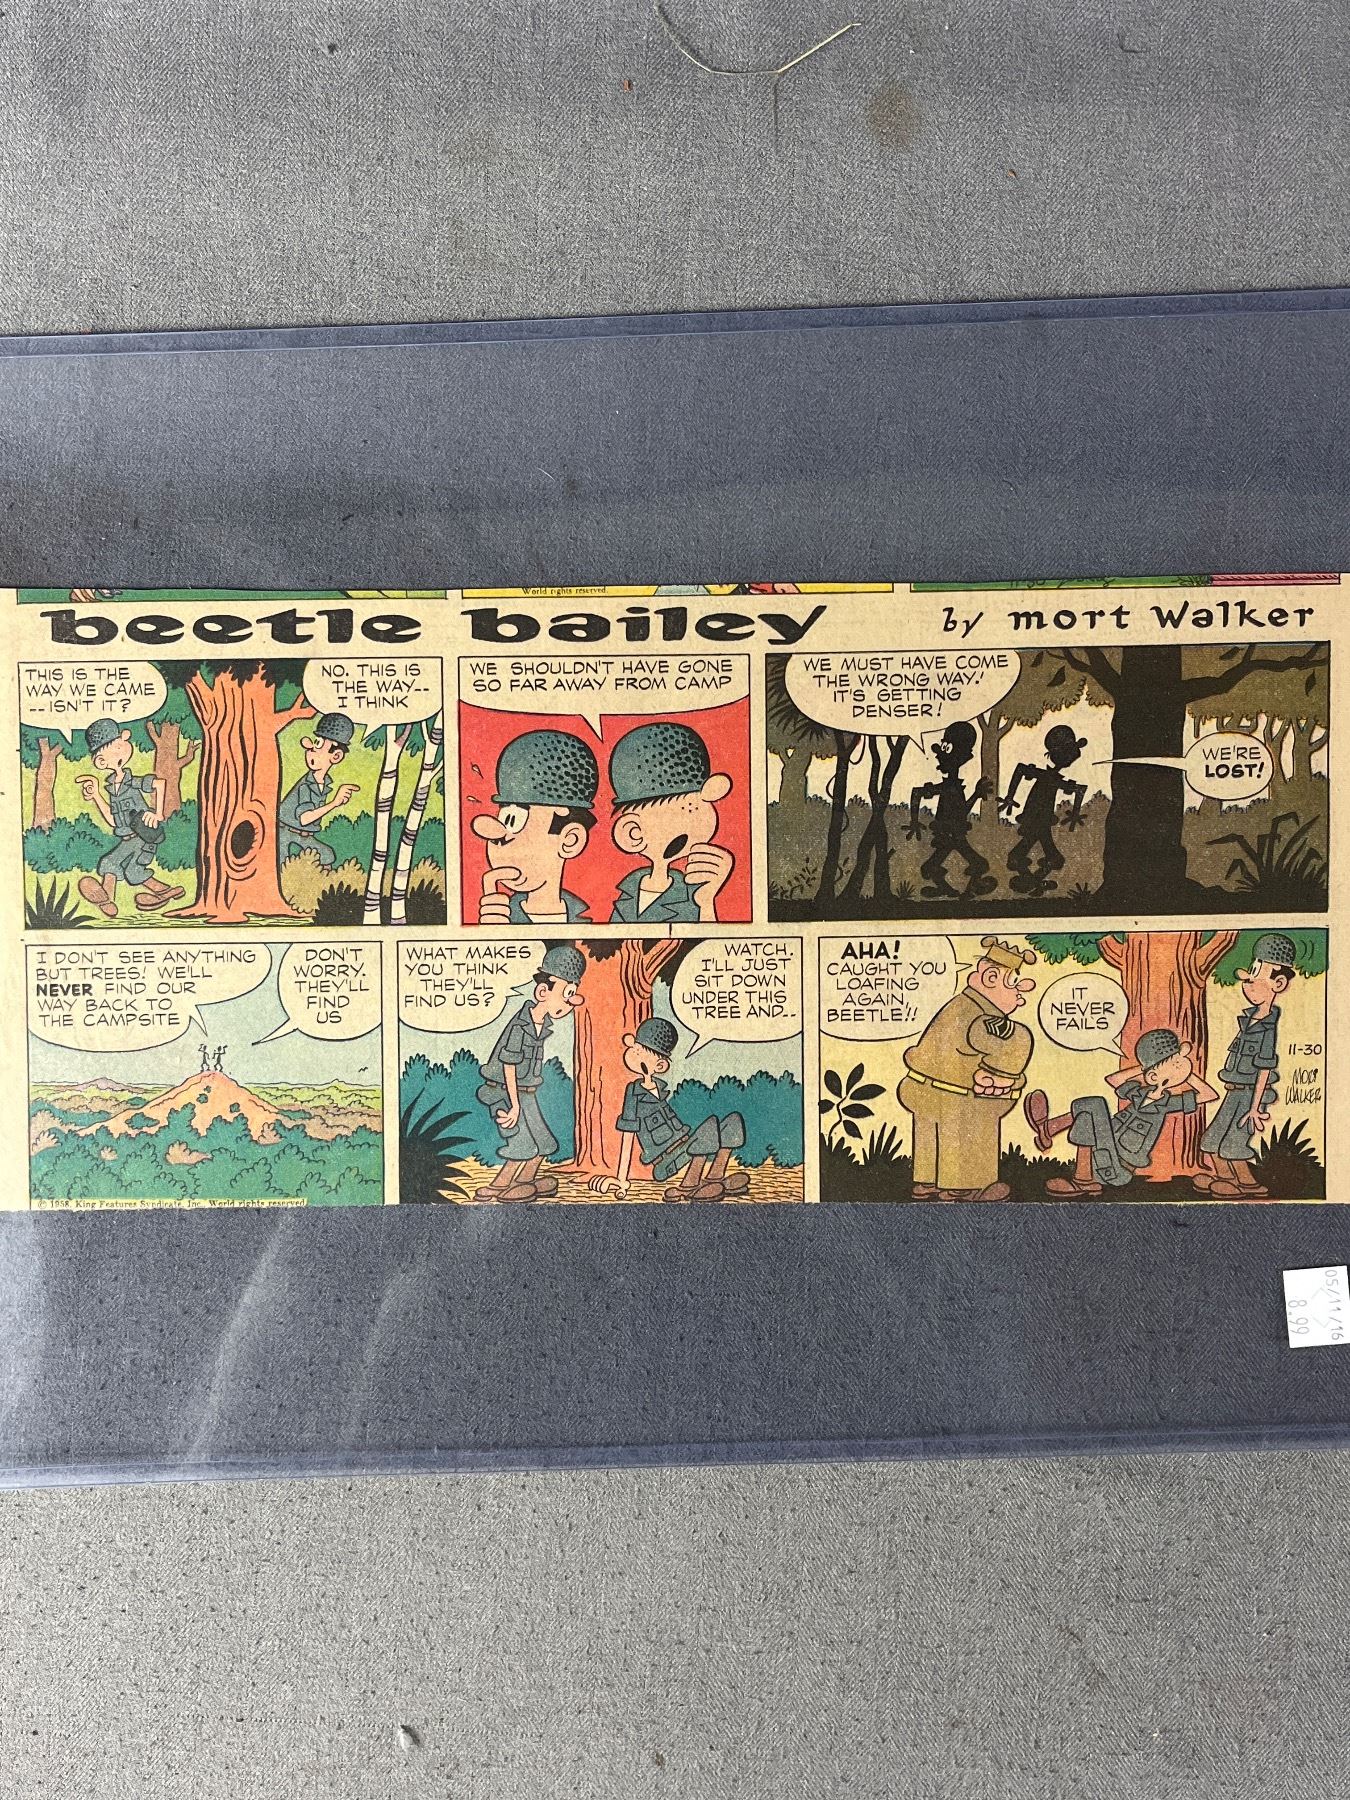 World rights reserved.
beetle bailey
by mort walker
THIS IS THE
WAY WE CAME
-- ISN'T IT?
NO. THIS IS
THE WAY--
I THINK
WE SHOULDN'T HAVE GONE
SO FAR AWAY FROM CAMP
WE MUST HAVE COME
THE WRONG WAY!
IT'S GETTING
DENSER!
WE'RE
LOST!
I DON'T SEE ANYTHING
BUT TREES! WE'LL
NEVER FIND OUR
WAY BACK TO
THE CAMPSITE
DON'T
WORRY.
THEY'LL
FIND
US
© 1958, King Features Syndicate, Inc., World rights reserved.
WHAT MAKES
YOU THINK
THEY'LL
FIND US?
WATCH.
I'LL JUST
SIT DOWN
UNDER THIS
TREE AND--
AHA!
CAUGHT YOU
LOAFING
AGAIN,
BEETLE!!
IT
NEVER
FAILS
11-30
MORT
WALKER
05/11/16
8.99